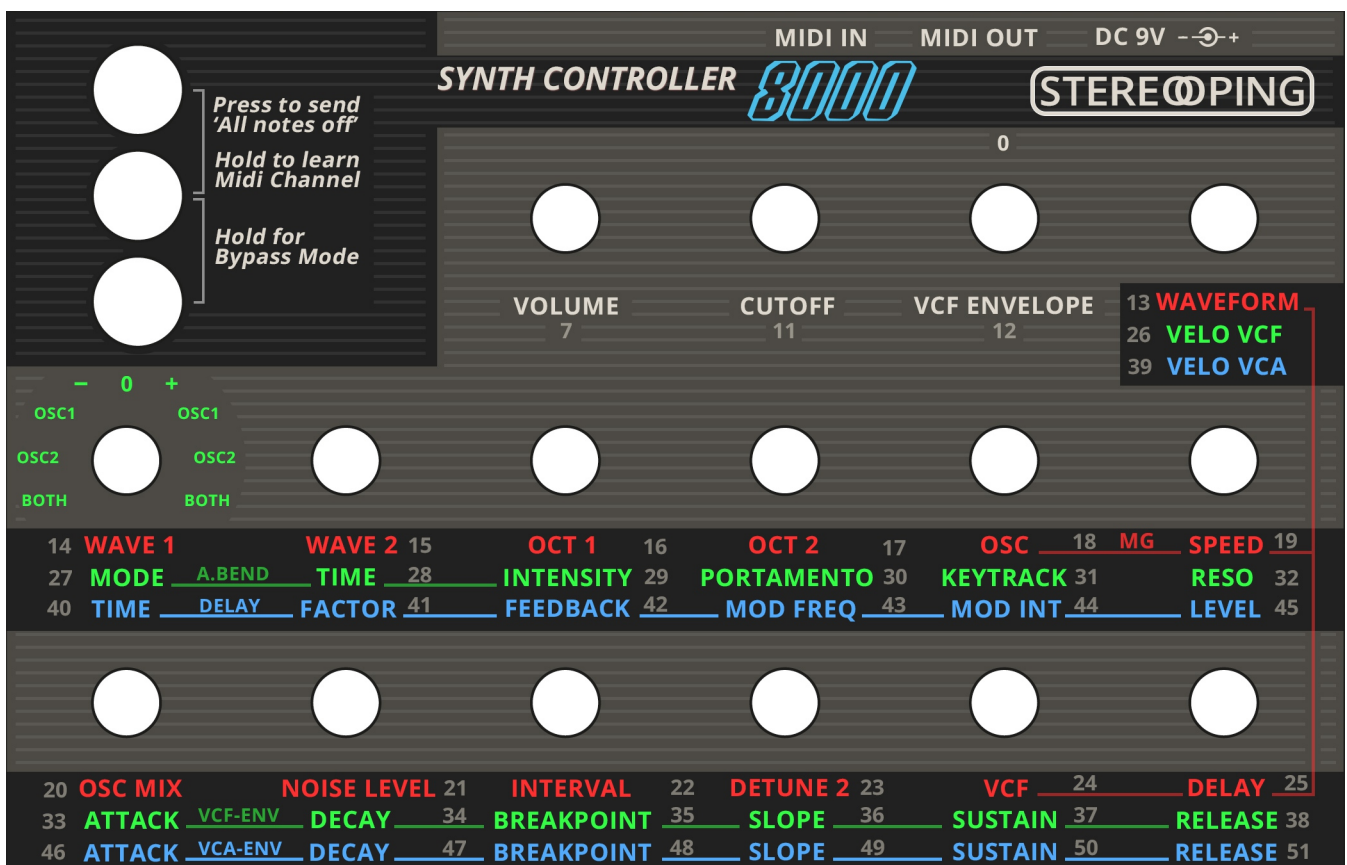 MIDI IN MIDI OUT DC 9V - +
SYNTH CONTROLLER 8000 STEREOOPING
Press to send
‘All notes off’
Hold to learn
Midi Channel
Hold for
Bypass Mode
0
VOLUME CUTOFF VCF ENVELOPE 13 WAVEFORM
7 11 12 26 VELO VCF
39 VELO VCA
− 0 +
OSC1 OSC1
OSC2 OSC2
BOTH BOTH
14 WAVE 1 WAVE 2 15 OCT 1 16 OCT 2 17 OSC 18 MG SPEED 19
27 MODE A.BEND TIME 28 INTENSITY 29 PORTAMENTO 30 KEYTRACK 31 RESO 32
40 TIME DELAY FACTOR 41 FEEDBACK 42 MOD FREQ 43 MOD INT 44 LEVEL 45
20 OSC MIX NOISE LEVEL 21 INTERVAL 22 DETUNE 2 23 VCF 24 DELAY 25
33 ATTACK VCF-ENV DECAY 34 BREAKPOINT 35 SLOPE 36 SUSTAIN 37 RELEASE 38
46 ATTACK VCA-ENV DECAY 47 BREAKPOINT 48 SLOPE 49 SUSTAIN 50 RELEASE 51